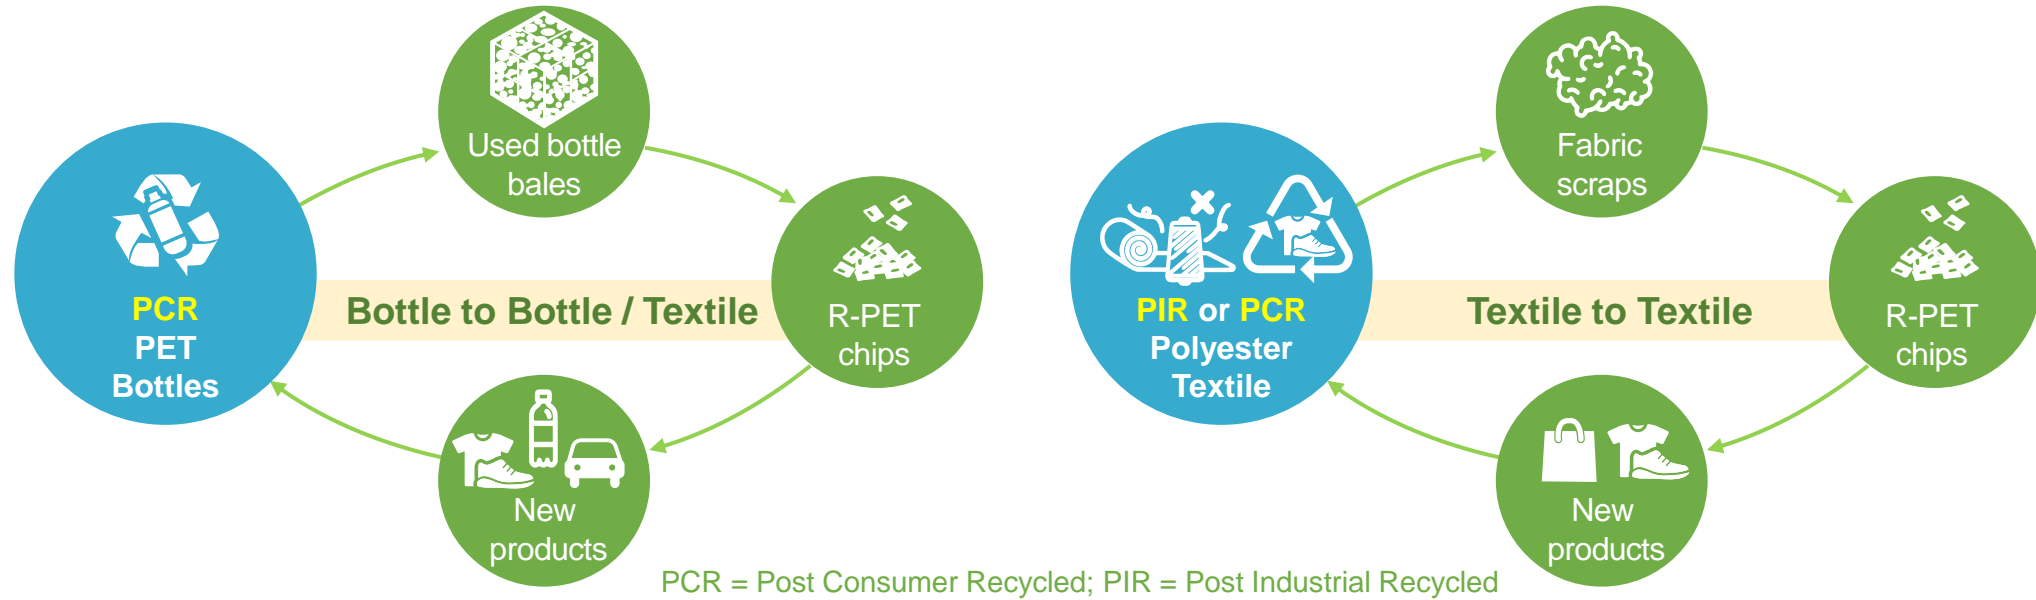 Used bottle
bales
PCR
PET
Bottles
Bottle to Bottle / Textile
R-PET
chips
New
products
Fabric
scraps
PIR or PCR
Polyester
Textile
Textile to Textile
R-PET
chips
New
products
PCR = Post Consumer Recycled; PIR = Post Industrial Recycled